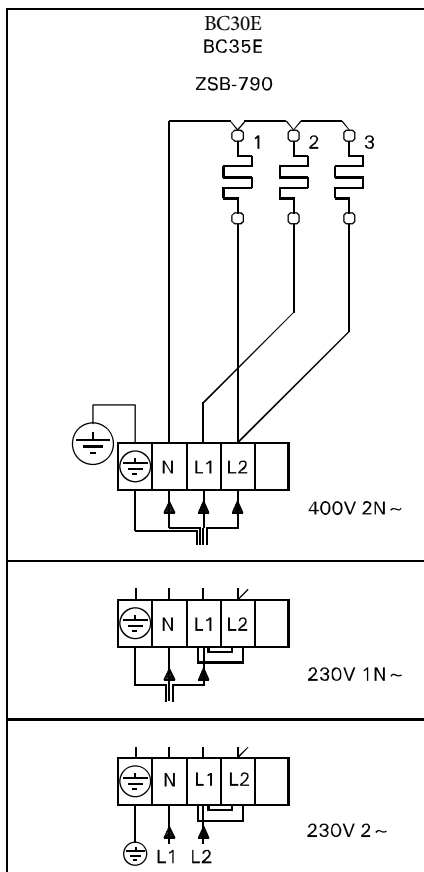 BC30E
BC35E
ZSB-790
1 2 3
N L1 L2
400V 2N~
N L1 L2
230V 1N~
N L1 L2
230V 2~
L1 L2